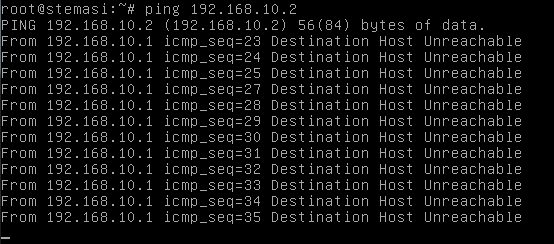 root@stemasi:~# ping 192.168.10.2
PING 192.168.10.2 (192.168.10.2) 56(84) bytes of data.
From 192.168.10.1 icmp_seq=23 Destination Host Unreachable
From 192.168.10.1 icmp_seq=24 Destination Host Unreachable
From 192.168.10.1 icmp_seq=25 Destination Host Unreachable
From 192.168.10.1 icmp_seq=27 Destination Host Unreachable
From 192.168.10.1 icmp_seq=28 Destination Host Unreachable
From 192.168.10.1 icmp_seq=29 Destination Host Unreachable
From 192.168.10.1 icmp_seq=30 Destination Host Unreachable
From 192.168.10.1 icmp_seq=31 Destination Host Unreachable
From 192.168.10.1 icmp_seq=32 Destination Host Unreachable
From 192.168.10.1 icmp_seq=33 Destination Host Unreachable
From 192.168.10.1 icmp_seq=34 Destination Host Unreachable
From 192.168.10.1 icmp_seq=35 Destination Host Unreachable